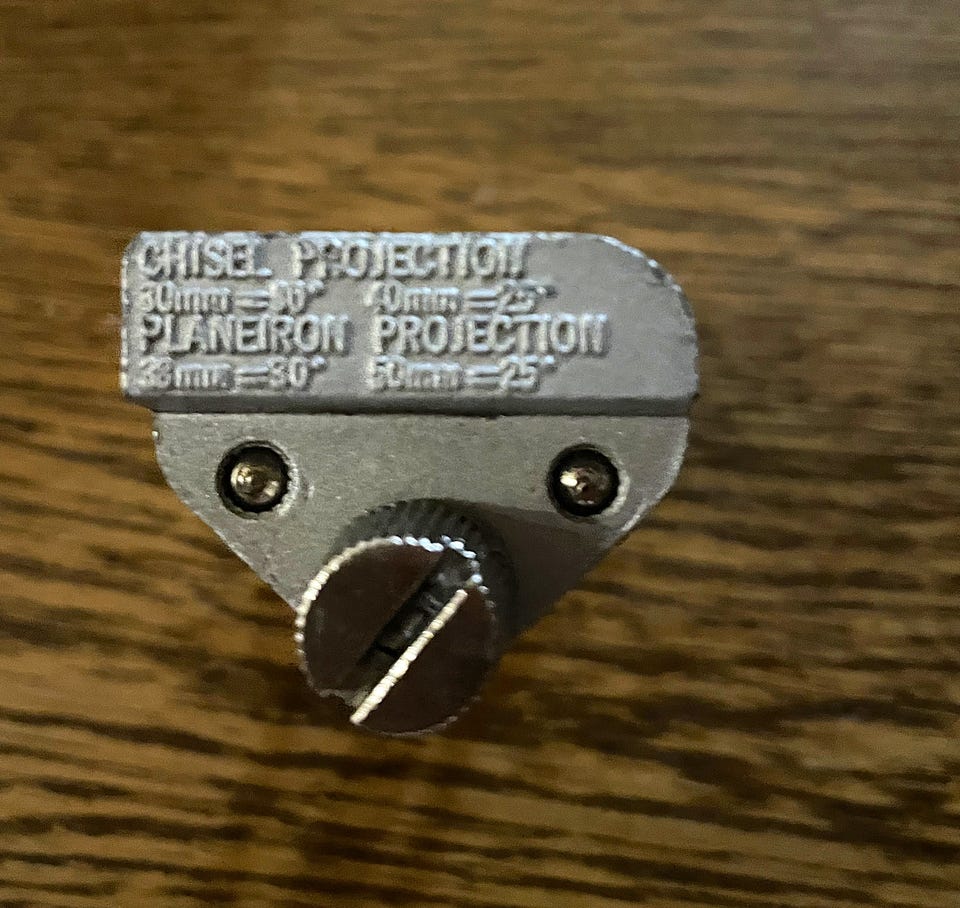 CHISEL PROJECTION
30mm = 30° 40mm = 25°
PLANEIRON PROJECTION
38mm = 30° 50mm = 25°